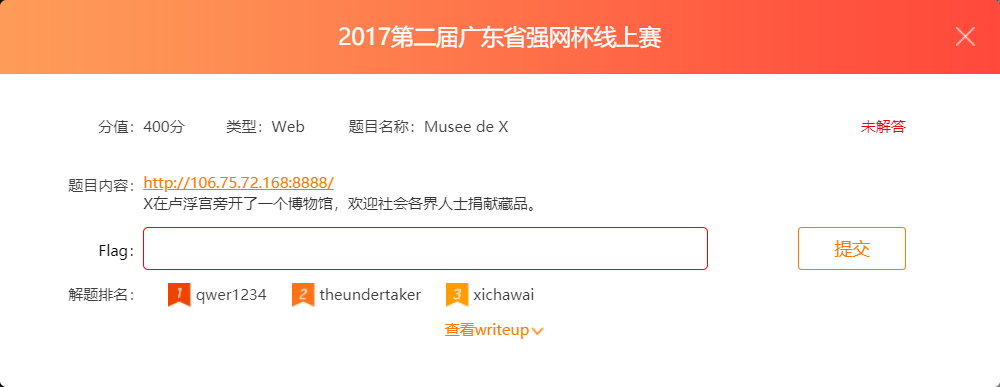 2017第二届广东省强网杯线上赛
分值：400分 类型：Web 题目名称：Musee de X 未解答
题目内容：http://106.75.72.168:8888/
X在卢浮宫旁开了一个博物馆，欢迎社会各界人士捐献藏品。
Flag： 提交
解题排名： 1 qwer1234 2 theundertaker 3 xichawai
查看writeup